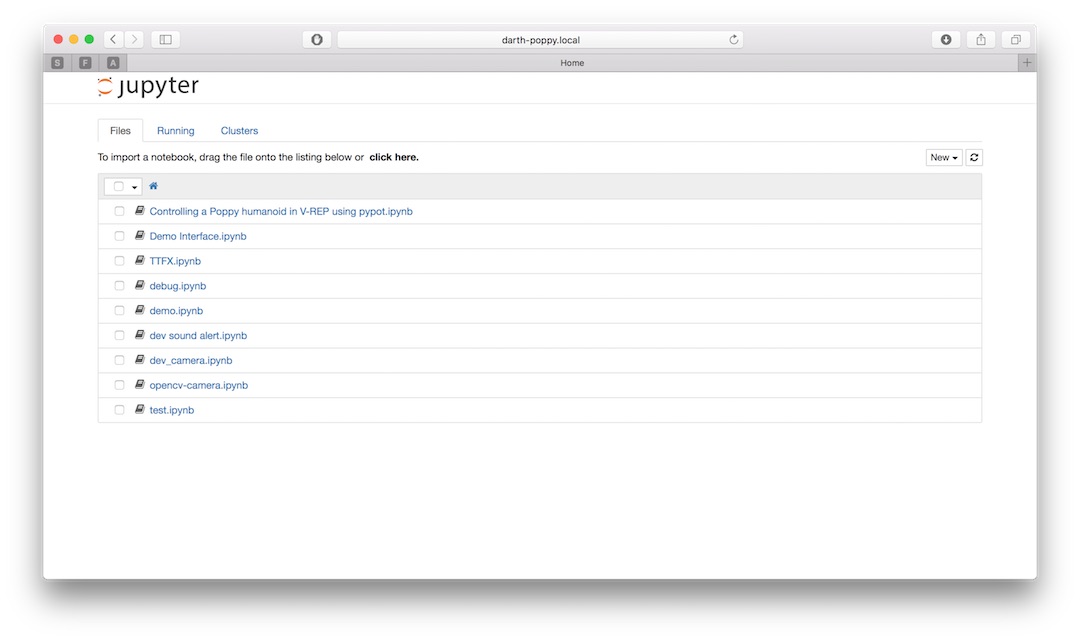 darth-poppy.local
S F A Home
jupyter
Files Running Clusters
To import a notebook, drag the file onto the listing below or click here.
New
Controlling a Poppy humanoid in V-REP using pypot.ipynb
Demo Interface.ipynb
TTFX.ipynb
debug.ipynb
demo.ipynb
dev sound alert.ipynb
dev_camera.ipynb
opencv-camera.ipynb
test.ipynb